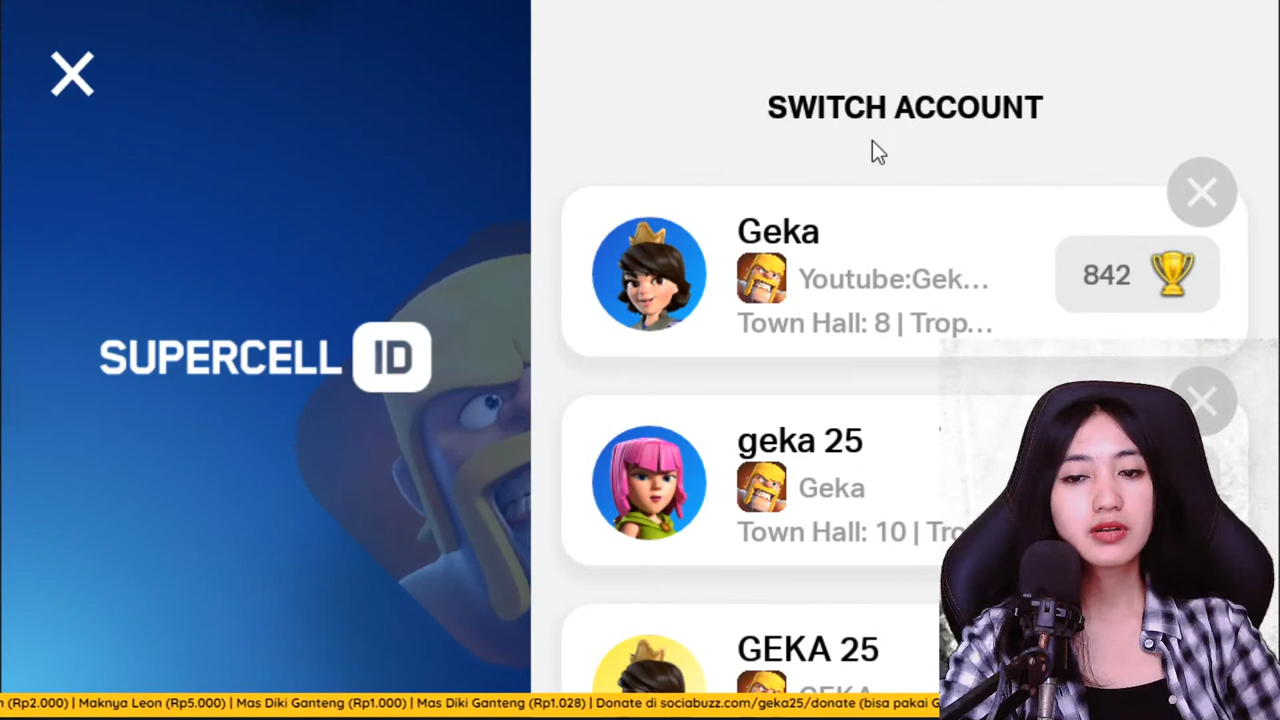 SWITCH ACCOUNT
SUPERCELL ID
Geka
Youtube:Gek...
Town Hall: 8 | Trop...
842
geka 25
Geka
Town Hall: 10 | Tro
GEKA 25
GEKA
(Rp2.000) | Maknya Leon (Rp5.000) | Mas Diki Ganteng (Rp1.000) | Mas Diki Ganteng (Rp1.028) | Donate di sociabuzz.com/geka25/donate (bisa pakai G